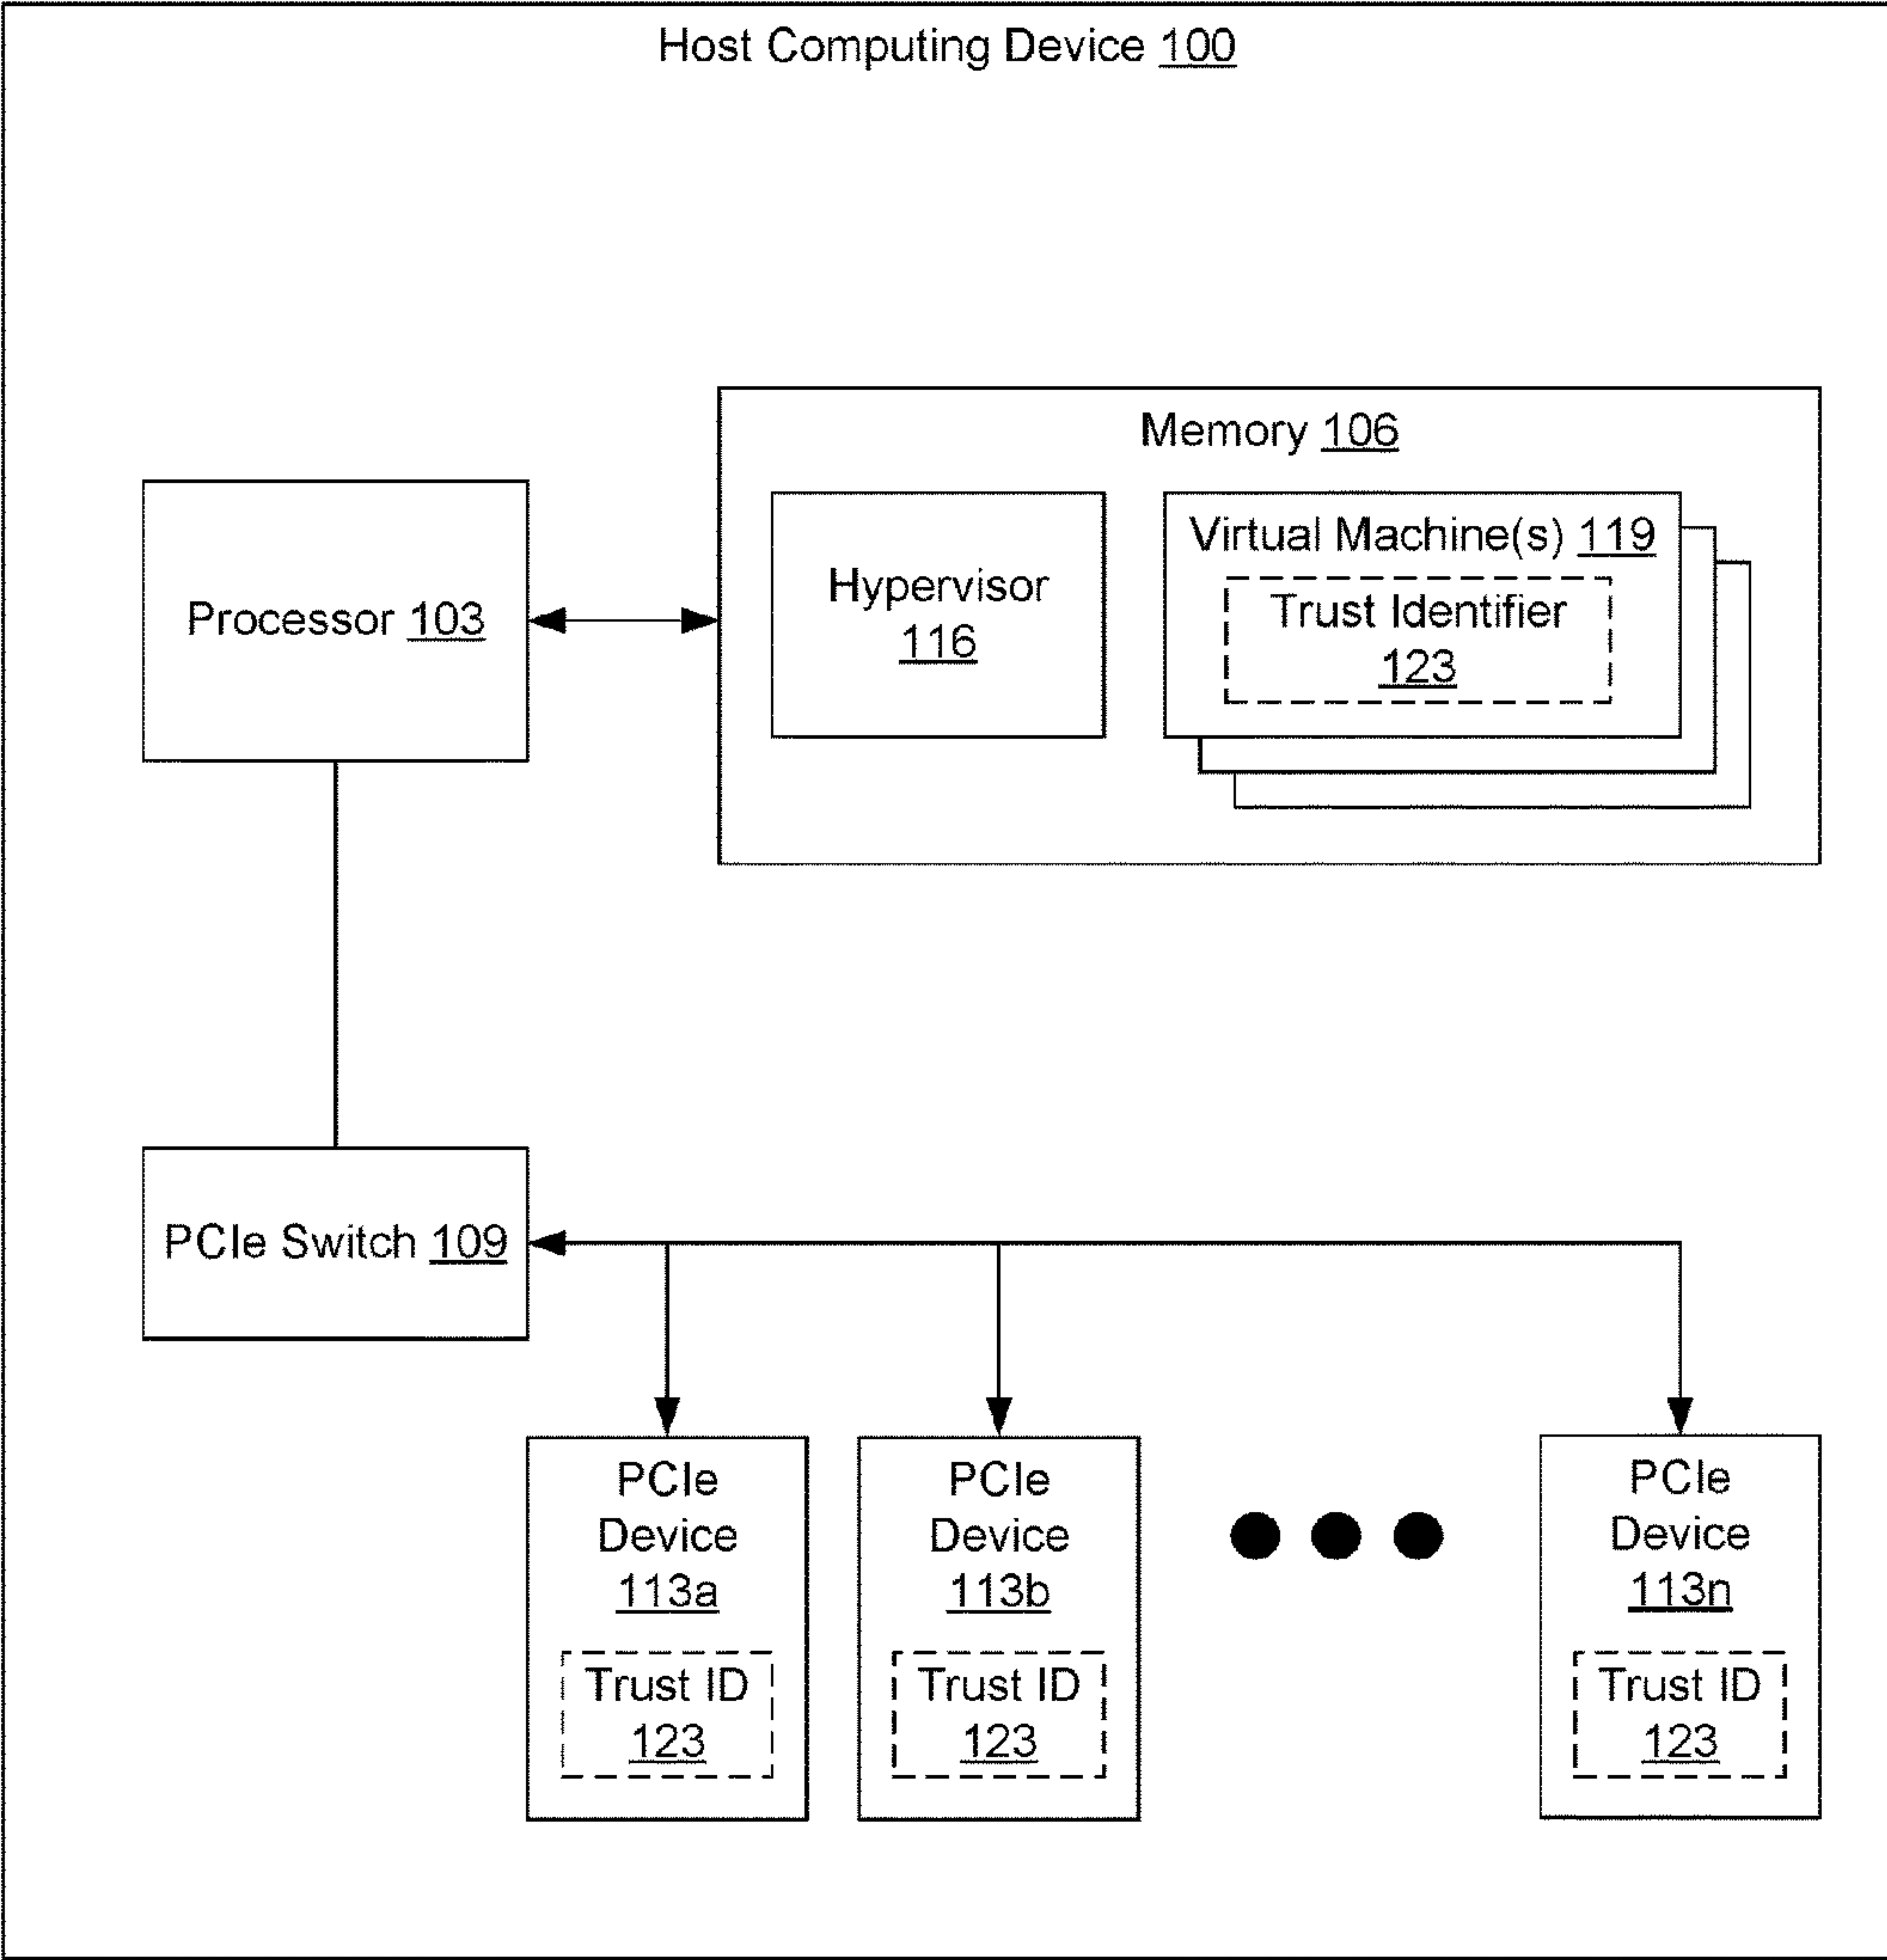 Host Computing Device 100
Memory 106
Processor 103
Hypervisor
116
Virtual Machine(s) 119
Trust Identifier
123
PCIe Switch 109
PCIe
Device
113a
Trust ID
123
PCIe
Device
113b
Trust ID
123
PCIe
Device
113n
Trust ID
123